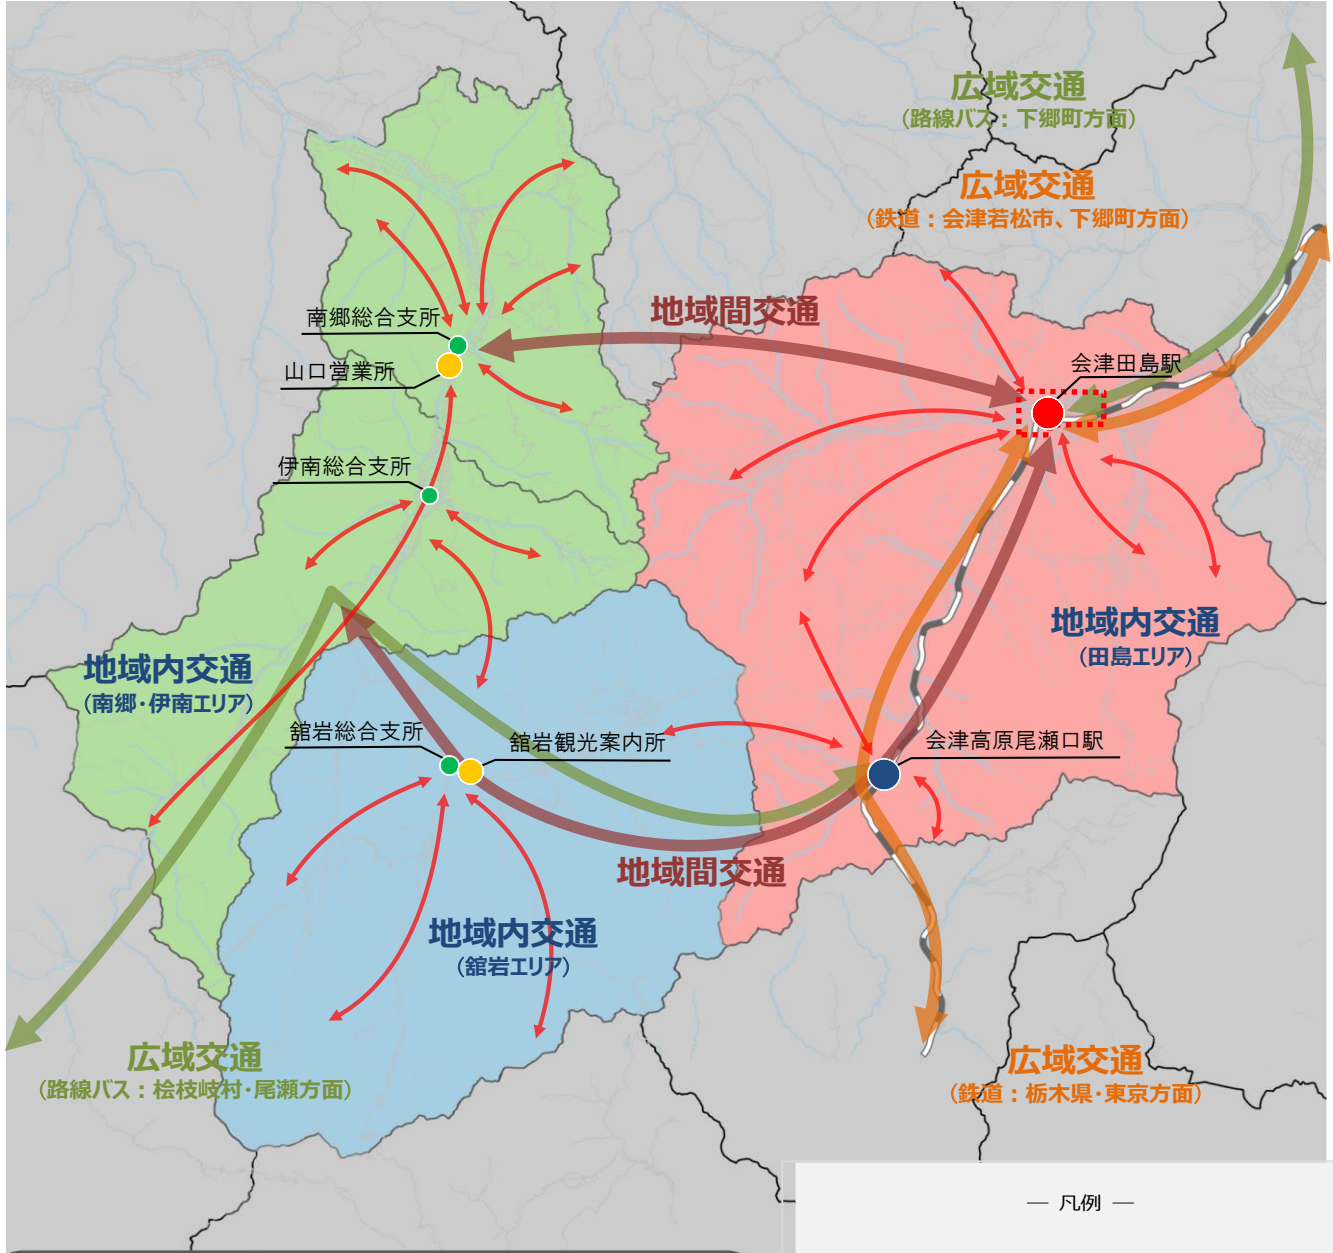 広域交通
（路線バス：下郷町方面）
広域交通
（鉄道：会津若松市、下郷町方面）
地域間交通
南郷総合支所
山口営業所
会津田島駅
伊南総合支所
地域内交通
（田島エリア）
地域内交通
（南郷・伊南エリア）
舘岩総合支所
舘岩観光案内所
会津高原尾瀬口駅
地域間交通
地域内交通
（舘岩エリア）
広域交通
（路線バス：桧枝岐村・尾瀬方面）
広域交通
（鉄道：栃木県・東京方面）
― 凡例 ―